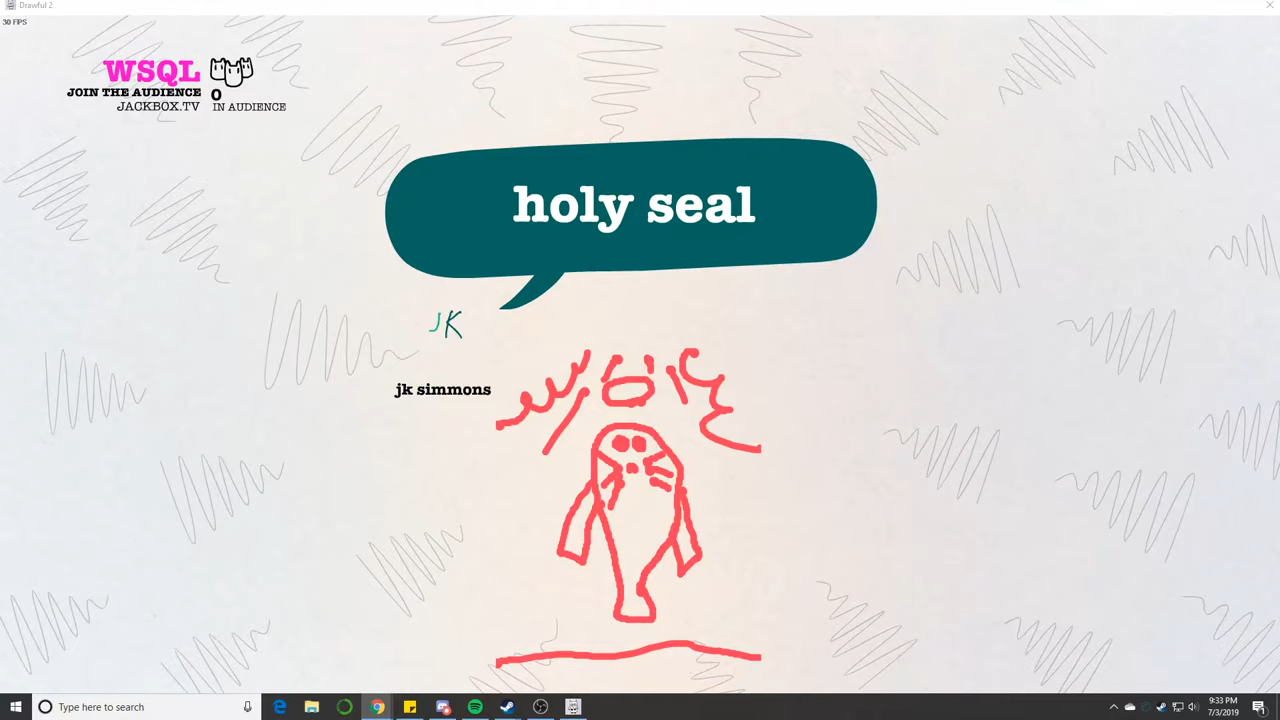 Drawful 2
30 FPS
WSQL
JOIN THE AUDIENCE
JACKBOX.TV
0
IN AUDIENCE
holy seal
JK
jk simmons
Type here to search
9:33 PM
7/3/2019